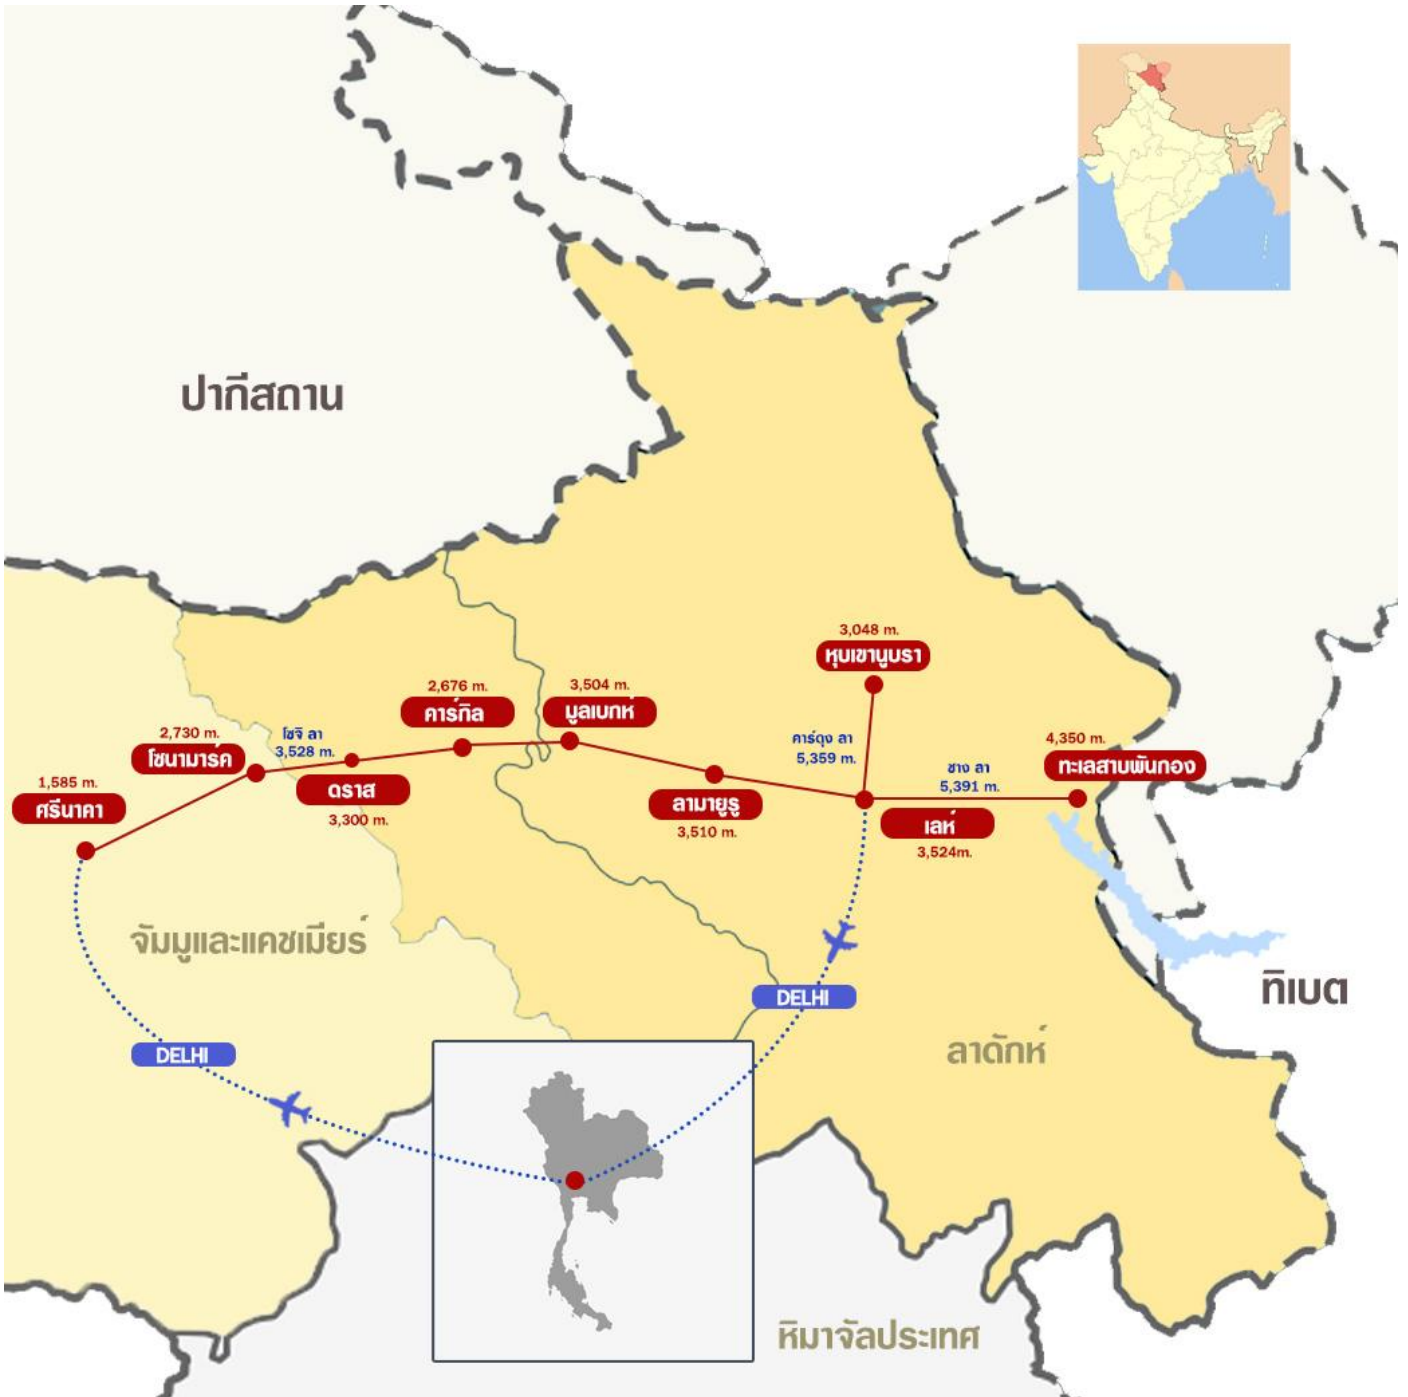 ปากีสถาน
3,048 m.
หุบเขานูบรา
2,676 m.
คาร์กิล
3,504 m.
มูลเบกห์
2,730 m.
โซนามาร์ค
โซจิ ลา
3,528 m.
คาร์ดุง ลา
5,359 m.
4,350 m.
ทะเลสาบพันกอง
ชาง ลา
5,391 m.
1,585 m.
ศรีนาคา
ดราส
3,300 m.
ลามายูรู
3,510 m.
เลห์
3,524m.
จัมมูและแคชเมียร์
DELHI
ทิเบต
DELHI
ลาดักห์
หิมาจัลประเทศ